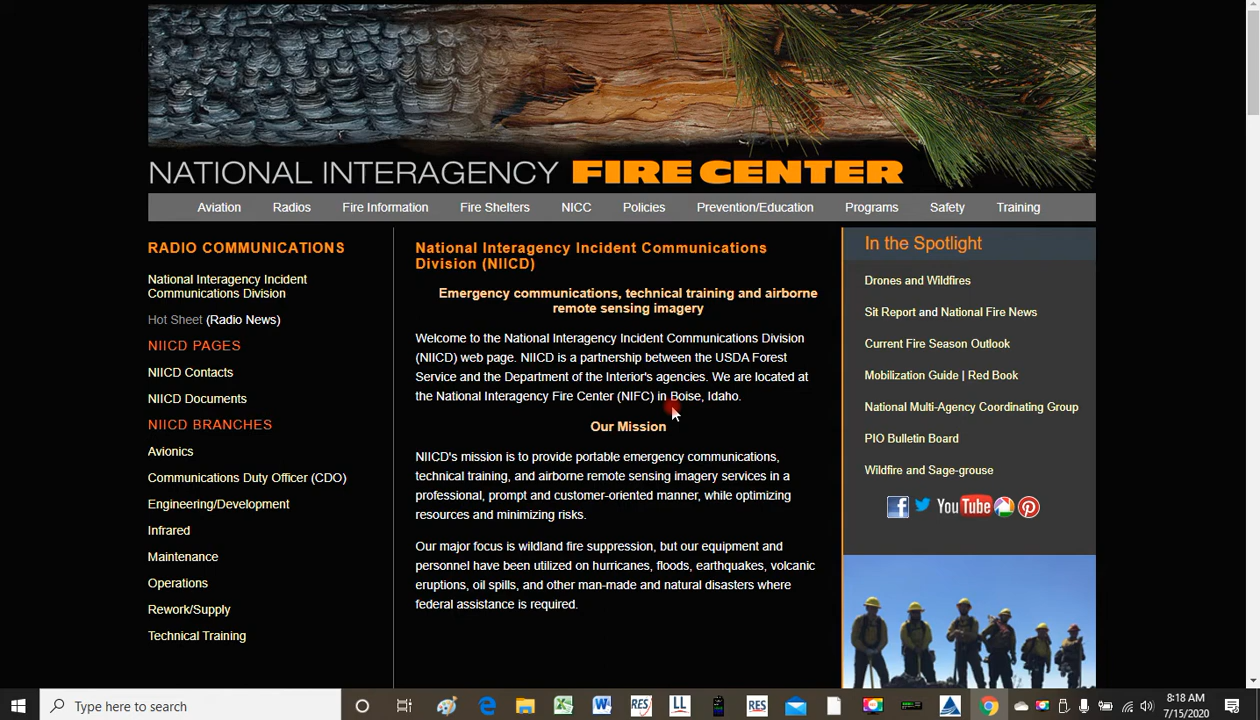 NATIONAL INTERAGENCY FIRE CENTER
Aviation Radios Fire Information Fire Shelters NICC Policies Prevention/Education Programs Safety Training
RADIO COMMUNICATIONS
National Interagency Incident
Communications Division
Hot Sheet (Radio News)
NIICD PAGES
NIICD Contacts
NIICD Documents
NIICD BRANCHES
Avionics
Communications Duty Officer (CDO)
Engineering/Development
Infrared
Maintenance
Operations
Rework/Supply
Technical Training
National Interagency Incident Communications
Division (NIICD)
Emergency communications, technical training and airborne
remote sensing imagery
Welcome to the National Interagency Incident Communications Division
(NIICD) web page. NIICD is a partnership between the USDA Forest
Service and the Department of the Interior's agencies. We are located at
the National Interagency Fire Center (NIFC) in Boise, Idaho.
Our Mission
NIICD's mission is to provide portable emergency communications,
technical training, and airborne remote sensing imagery services in a
professional, prompt and customer-oriented manner, while optimizing
resources and minimizing risks.
Our major focus is wildland fire suppression, but our equipment and
personnel have been utilized on hurricanes, floods, earthquakes, volcanic
eruptions, oil spills, and other man-made and natural disasters where
federal assistance is required.
In the Spotlight
Drones and Wildfires
Sit Report and National Fire News
Current Fire Season Outlook
Mobilization Guide | Red Book
National Multi-Agency Coordinating Group
PIO Bulletin Board
Wildfire and Sage-grouse
You Tube
Type here to search
RES
LL
RES
8:18 AM
7/15/2020